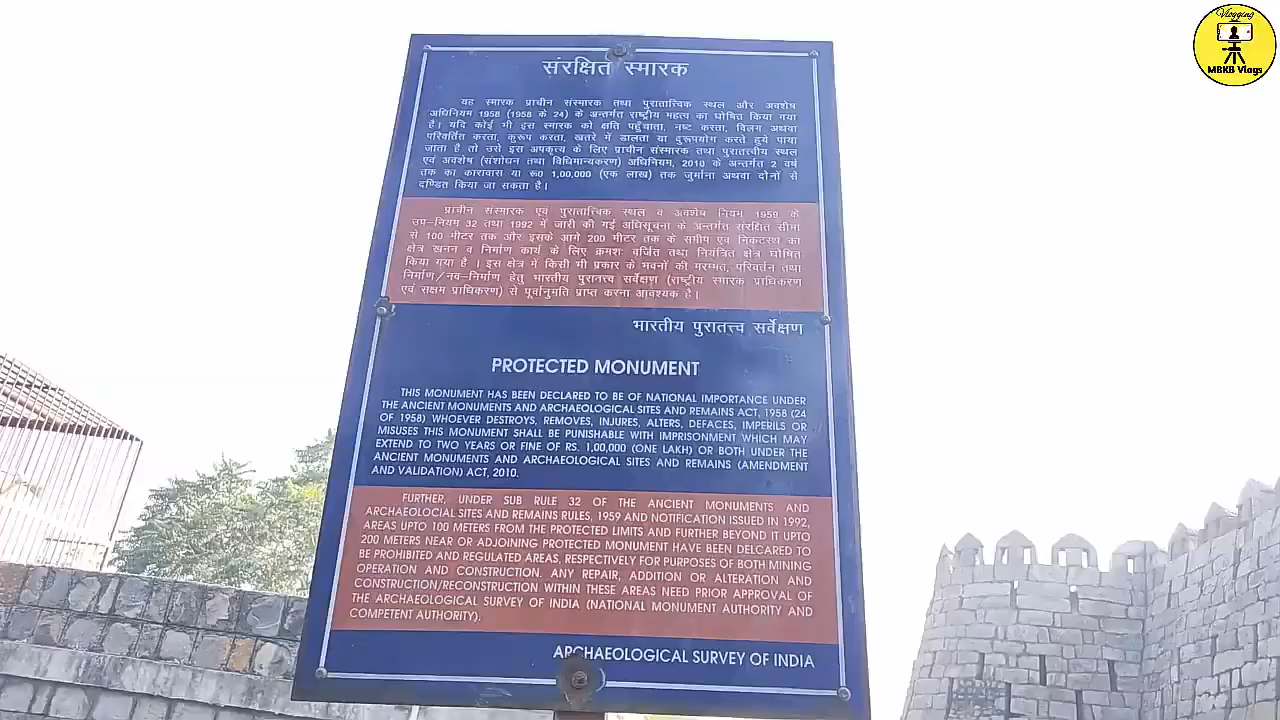 संरक्षित स्मारक
यह स्मारक प्राचीन संस्मारक तथा पुरातात्त्विक स्थल और अवशेष
अधिनियम 1958 (1958 के 24) के अन्तर्गत राष्ट्रीय महत्व का घोषित किया गया
है। यदि कोई भी इस स्मारक को क्षति पहुँचाता, नष्ट करता, विलग अथवा
परिवर्तित करता, कुरूप करता, खतरे में डालता या दुरूपयोग करते हुये पाया
जाता है तो उसे इस अपकृत्य के लिए प्राचीन संस्मारक तथा पुरातत्वीय स्थल
एवं अवशेष (संशोधन तथा विधिमान्यकरण) अधिनियम, 2010 के अन्तर्गत 2 वर्ष
तक का कारावास या रू0 1,00,000 (एक लाख) तक जुर्माना अथवा दोनों से
दण्डित किया जा सकता है।
प्राचीन संस्मारक एवं पुरातात्विक स्थल व अवशेष नियम 1959 के
उप-नियम 32 तथा 1992 में जारी की गई अधिसूचना के अन्तर्गत संरक्षित सीमा
से 100 मीटर तक और इसके आगे 200 मीटर तक के समीप एवं निकटस्थ का
क्षेत्र खनन व निर्माण कार्य के लिए क्रमशः वर्जित तथा नियंत्रित क्षेत्र घोषित
किया गया है। इस क्षेत्र में किसी भी प्रकार के भवनों की मरम्मत, परिवर्तन तथा
निर्माण/नव-निर्माण हेतु भारतीय पुरातत्त्व सर्वेक्षण (राष्ट्रीय स्मारक प्राधिकरण
एवं सक्षम प्राधिकरण) से पूर्वानुमति प्राप्त करना आवश्यक है।
भारतीय पुरातत्त्व सर्वेक्षण
PROTECTED MONUMENT
THIS MONUMENT HAS BEEN DECLARED TO BE OF NATIONAL IMPORTANCE UNDER
THE ANCIENT MONUMENTS AND ARCHAEOLOGICAL SITES AND REMAINS ACT, 1958 (24
OF 1958) WHOEVER DESTROYS, REMOVES, INJURES, ALTERS, DEFACES, IMPERILS OR
MISUSES THIS MONUMENT SHALL BE PUNISHABLE WITH IMPRISONMENT WHICH MAY
EXTEND TO TWO YEARS OR FINE OF RS. 1,00,000 (ONE LAKH) OR BOTH UNDER THE
ANCIENT MONUMENTS AND ARCHAEOLOGICAL SITES AND REMAINS (AMENDMENT
AND VALIDATION) ACT, 2010.
FURTHER, UNDER SUB RULE 32 OF THE ANCIENT MONUMENTS AND
ARCHAEOLOCIAL SITES AND REMAINS RULES, 1959 AND NOTIFICATION ISSUED IN 1992,
AREAS UPTO 100 METERS FROM THE PROTECTED LIMITS AND FURTHER BEYOND IT UPTO
200 METERS NEAR OR ADJOINING PROTECTED MONUMENT HAVE BEEN DELCARED TO
BE PROHIBITED AND REGULATED AREAS, RESPECTIVELY FOR PURPOSES OF BOTH MINING
OPERATION AND CONSTRUCTION. ANY REPAIR, ADDITION OR ALTERATION AND
CONSTRUCTION/RECONSTRUCTION WITHIN THESE AREAS NEED PRIOR APPROVAL OF
THE ARCHAEOLOGICAL SURVEY OF INDIA (NATIONAL MONUMENT AUTHORITY AND
COMPETENT AUTHORITY).
ARCHAEOLOGICAL SURVEY OF INDIA
Vlogging
MBKB Vlogs